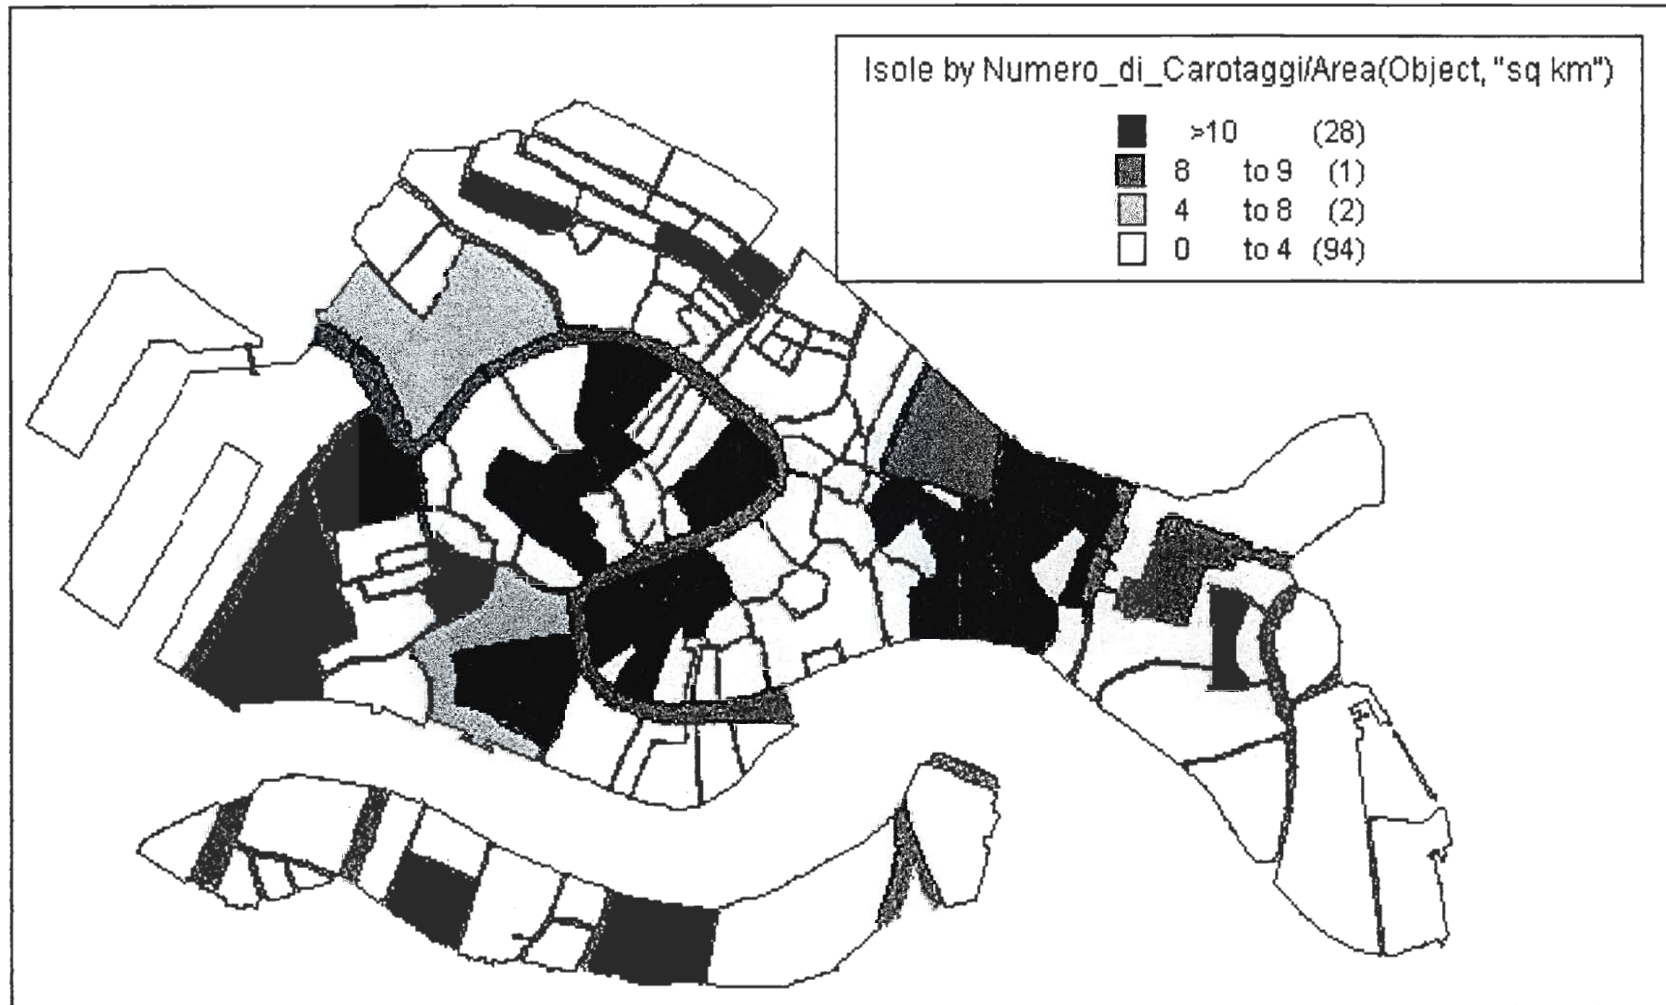 Isole by Numero_di_Carotaggi/Area(Object, "sq km")
>10 (28)
8 to 9 (1)
4 to 8 (2)
0 to 4 (94)